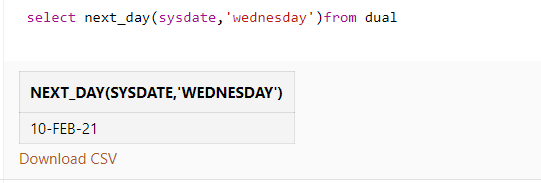 select next_day(sysdate,'wednesday')from dual
NEXT_DAY(SYSDATE,'WEDNESDAY')
10-FEB-21
Download CSV